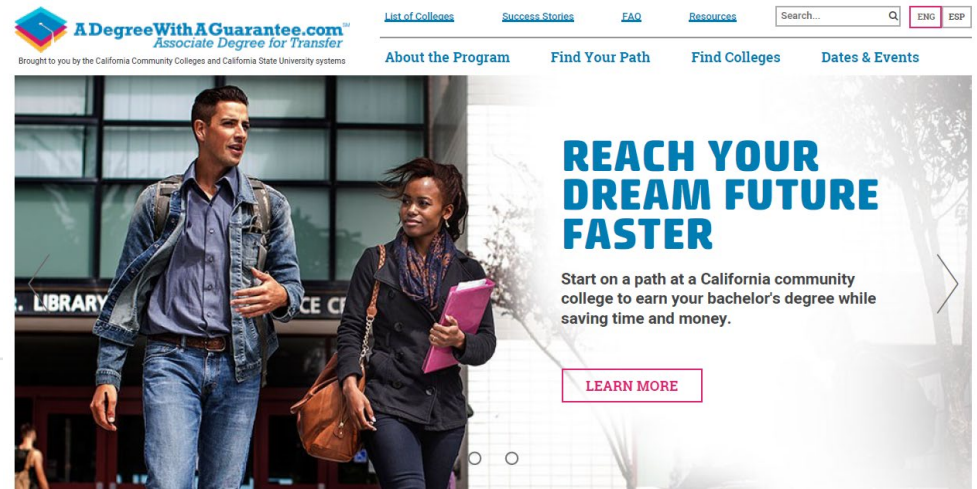 ADegreeWithAGuarantee.com℠
Associate Degree for Transfer
Brought to you by the California Community Colleges and California State University systems
List of Colleges
Success Stories
FAQ
Resources
Search...
ENG
ESP
About the Program
Find Your Path
Find Colleges
Dates & Events
REACH YOUR
DREAM FUTURE
FASTER
Start on a path at a California community
college to earn your bachelor's degree while
saving time and money.
LEARN MORE
. LIBRARY
CE CE